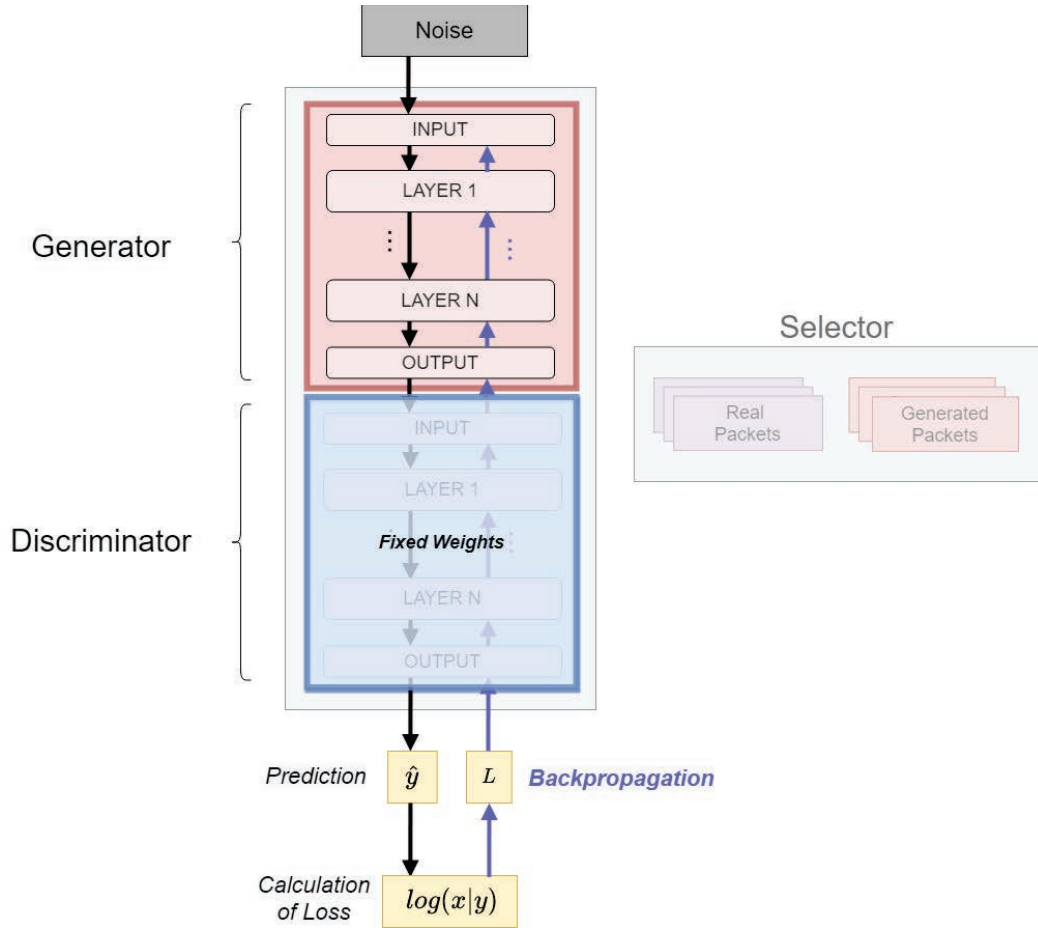 Noise
Generator
INPUT
LAYER 1
...
...
LAYER N
OUTPUT
Discriminator
INPUT
LAYER 1
Fixed Weights
LAYER N
OUTPUT
Selector
Real
Packets
Generated
Packets
Prediction
ŷ
L
Backpropagation
Calculation
of Loss
log(x|y)